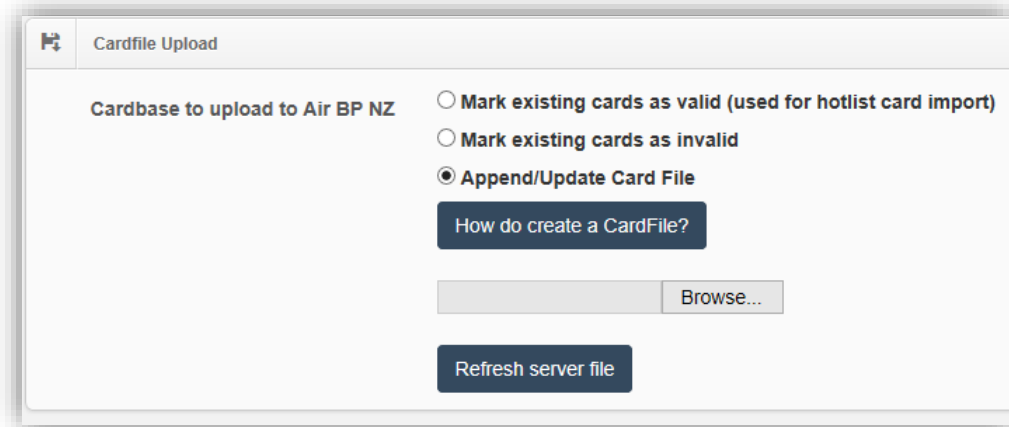 Cardfile Upload
Cardbase to upload to Air BP NZ
Mark existing cards as valid (used for hotlist card import)
Mark existing cards as invalid
Append/Update Card File
How do create a CardFile?
Browse...
Refresh server file